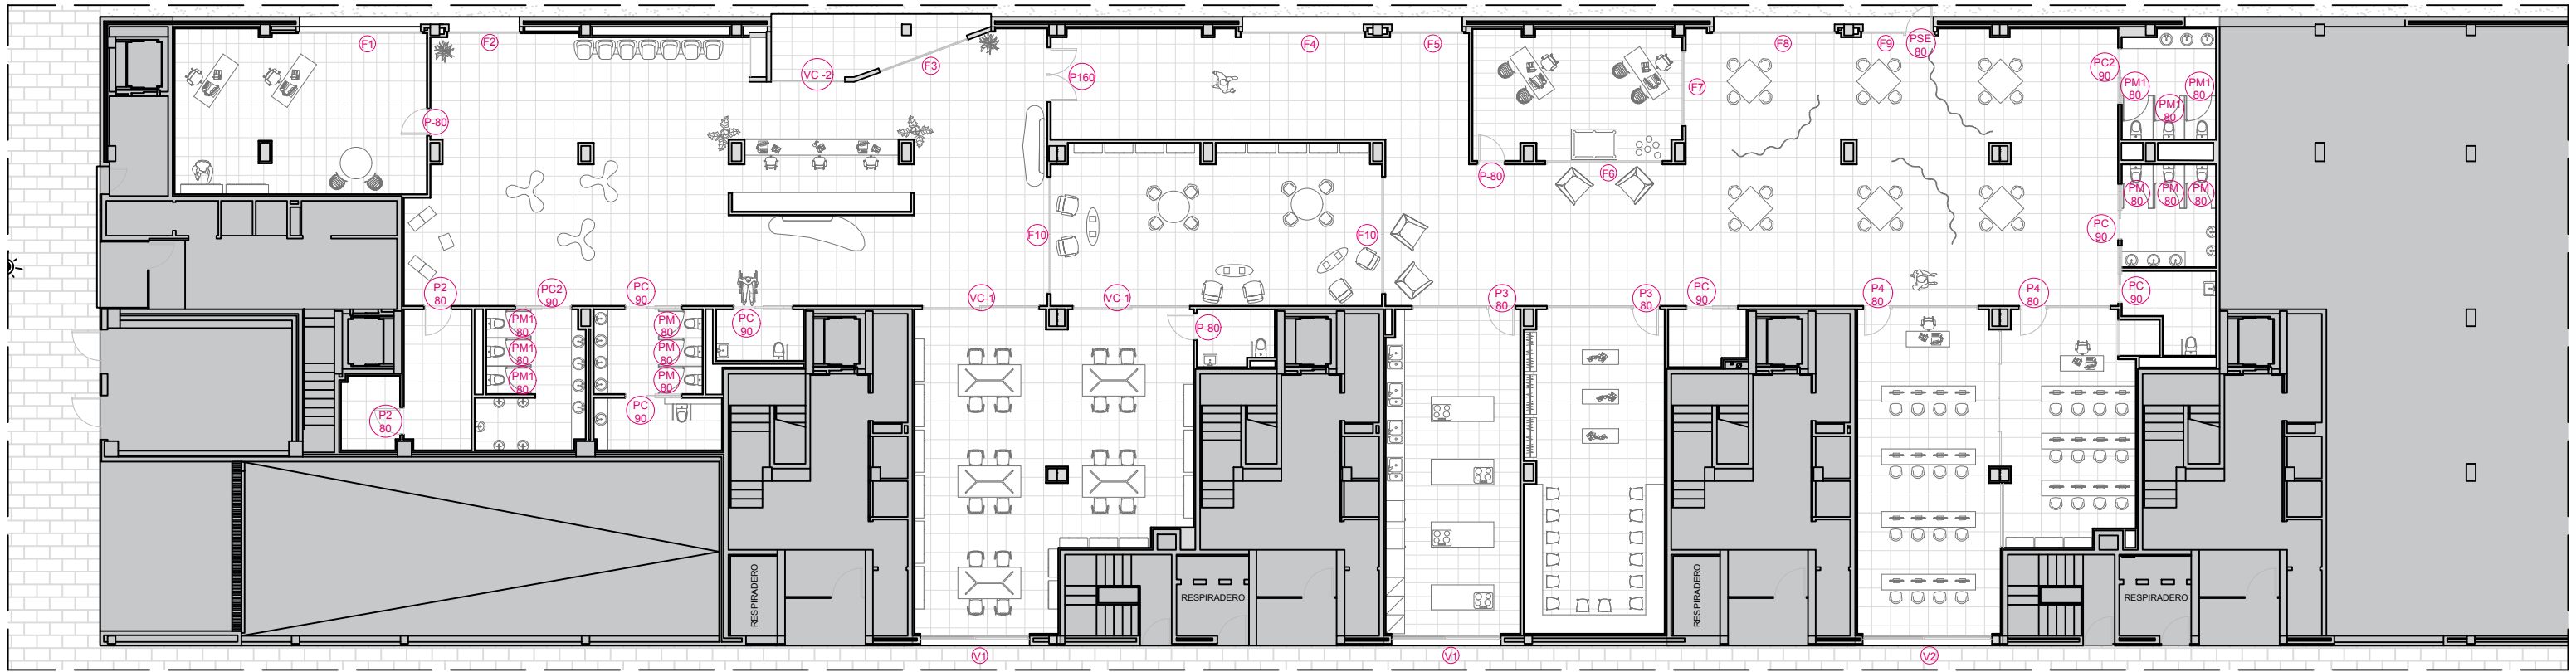 F1
F2
F3
F4
F5
F8
F9
PSE
80
VC -2
P160
F7
PC2
90
PM1
80
PM1
80
PM1
80
P-80
P-80
F6
PM
80
PM
80
PM
80
F10
F10
PC
90
P2
80
PC2
90
PC
90
VC-1
VC-1
P3
80
P3
80
PC
90
P4
80
P4
80
PC
90
PM1
80
PM
80
PC
90
P-80
PM1
80
PM
80
PM1
80
PM
80
P2
80
PC
90
RESPIRADERO
RESPIRADERO
RESPIRADERO
RESPIRADERO
V1
V1
V2